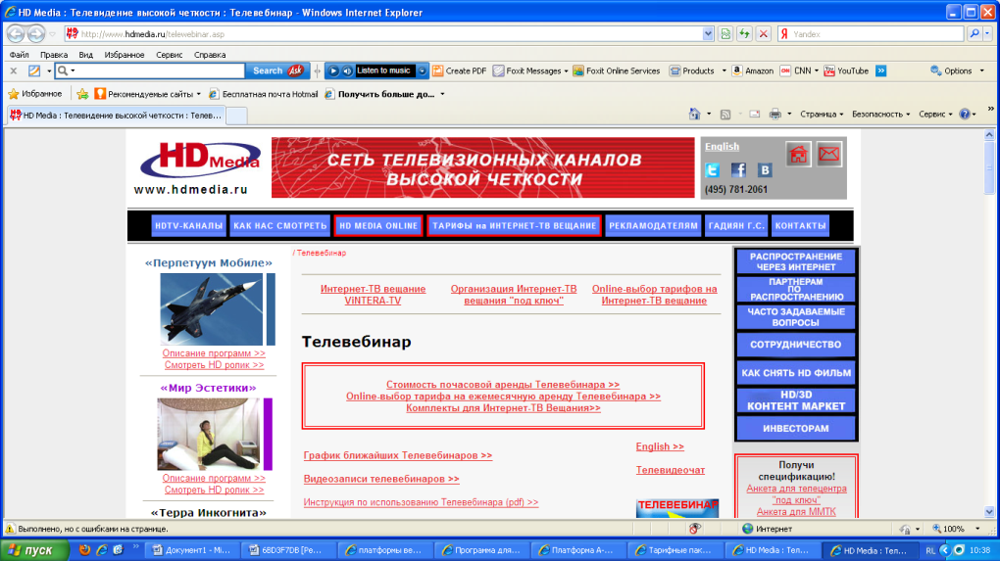 HD Media : Телевидение высокой четкости : Телевебинар - Windows Internet Explorer
http://www.hdmedia.ru/telewebinar.asp
Yandex
Файл Правка Вид Избранное Сервис Справка
Search Ask Listen to music Create PDF Foxit Messages Foxit Online Services Products Amazon CNN YouTube Options
Избранное Рекомендуемые сайты Бесплатная почта Hotmail Получить больше до...
HD Media : Телевидение высокой четкости : Телев...
Страница Безопасность Сервис
HD Media
www.hdmedia.ru
СЕТЬ ТЕЛЕВИЗИОННЫХ КАНАЛОВ
ВЫСОКОЙ ЧЕТКОСТИ
English
(495) 781-2061
HDTV-КАНАЛЫ КАК НАС СМОТРЕТЬ HD MEDIA ONLINE ТАРИФЫ на ИНТЕРНЕТ-ТВ ВЕЩАНИЕ РЕКЛАМОДАТЕЛЯМ ГАДИЯН Г.С. КОНТАКТЫ
«Перпетуум Мобиле»
Описание программ >>
Смотреть HD ролик >>
«Мир Эстетики»
Описание программ >>
Смотреть HD ролик >>
«Терра Инкогнита»
/ Телевебинар
Интернет-ТВ вещание
ViNTERA-TV
Организация Интернет-ТВ
вещания "под ключ"
Online-выбор тарифов на
Интернет-ТВ вещание
Телевебинар
Стоимость почасовой аренды Телевебинара >>
Online-выбор тарифа на ежемесячную аренду Телевебинара >>
Комплекты для Интернет-ТВ Вещания>>
График ближайших Телевебинаров >>
Видеозаписи телевебинаров >>
Инструкция по использованию Телевебинара (pdf) >>
English >>
Телевидеочат
ТЕЛЕВЕБИНАР
РАСПРОСТРАНЕНИЕ
ЧЕРЕЗ ИНТЕРНЕТ
ПАРТНЕРАМ
ПО
РАСПРОСТРАНЕНИЮ
ЧАСТО ЗАДАВАЕМЫЕ
ВОПРОСЫ
СОТРУДНИЧЕСТВО
КАК СНЯТЬ HD ФИЛЬМ
HD/3D
КОНТЕНТ МАРКЕТ
ИНВЕСТОРАМ
Получи
спецификацию!
Анкета для телецентра
"под ключ"
Анкета для ММТК
Выполнено, но с ошибками на странице. Интернет 100%
пуск Документ1 - Mi... 6BD3F7DB [Ре... платформы ве... Программа для... Платформа A-... Тарифные пак... HD Media : Тел... HD Media : Тел... RL 10:38